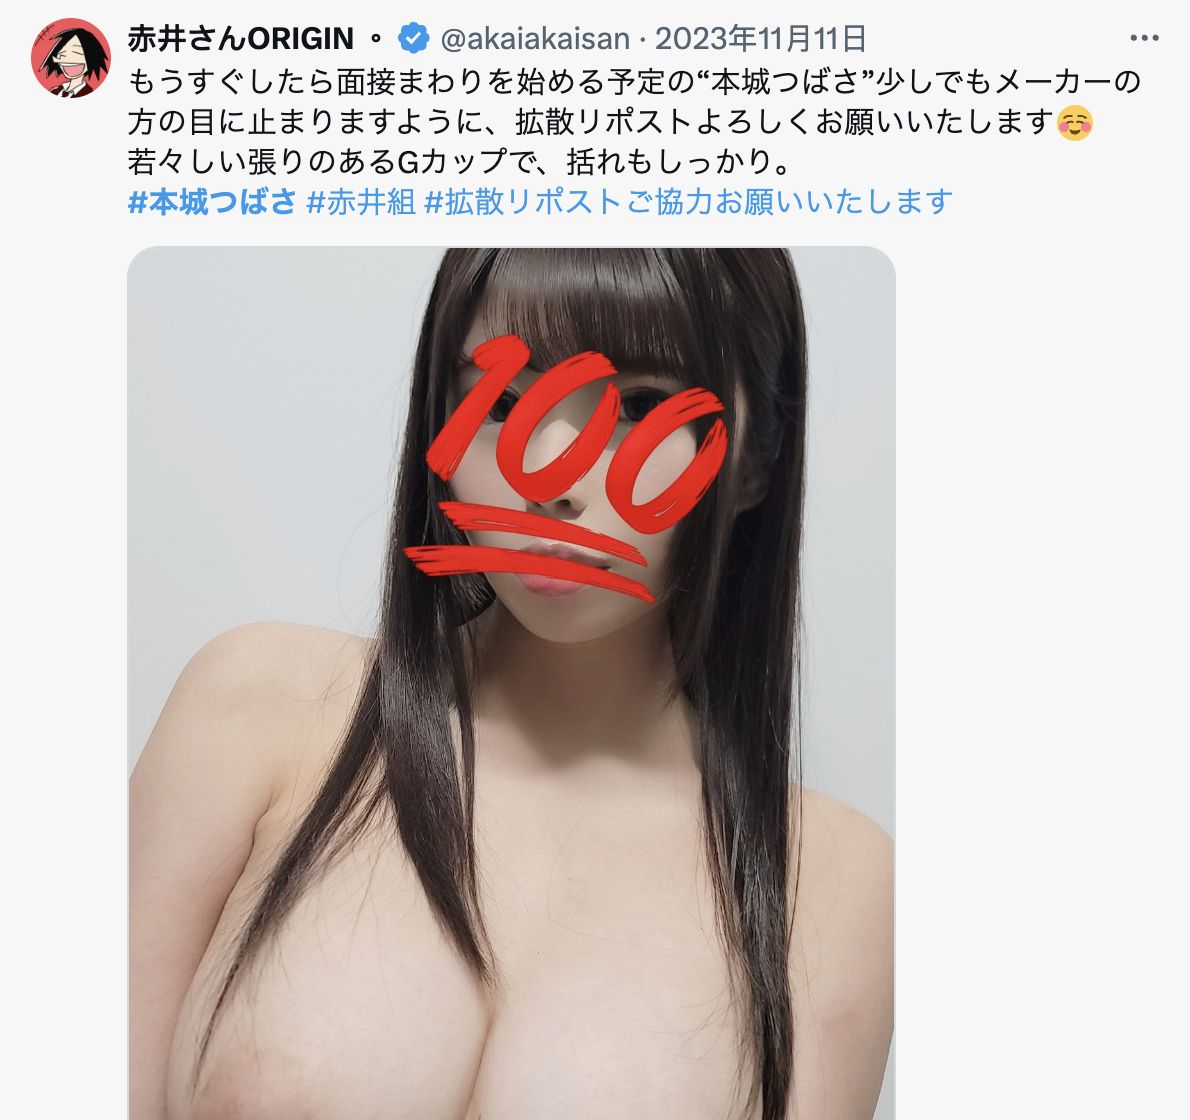 赤井さんORIGIN 。 @akaiakaisan · 2023年11月11日
もうすぐしたら面接まわりを始める予定の“本城つばさ”少しでもメーカーの
方の目に止まりますように、拡散リポストよろしくお願いいたします☺️
若々しい張りのあるGカップで、括れもしっかり。
#本城つばさ #赤井組 #拡散リポストご協力お願いいたします
100